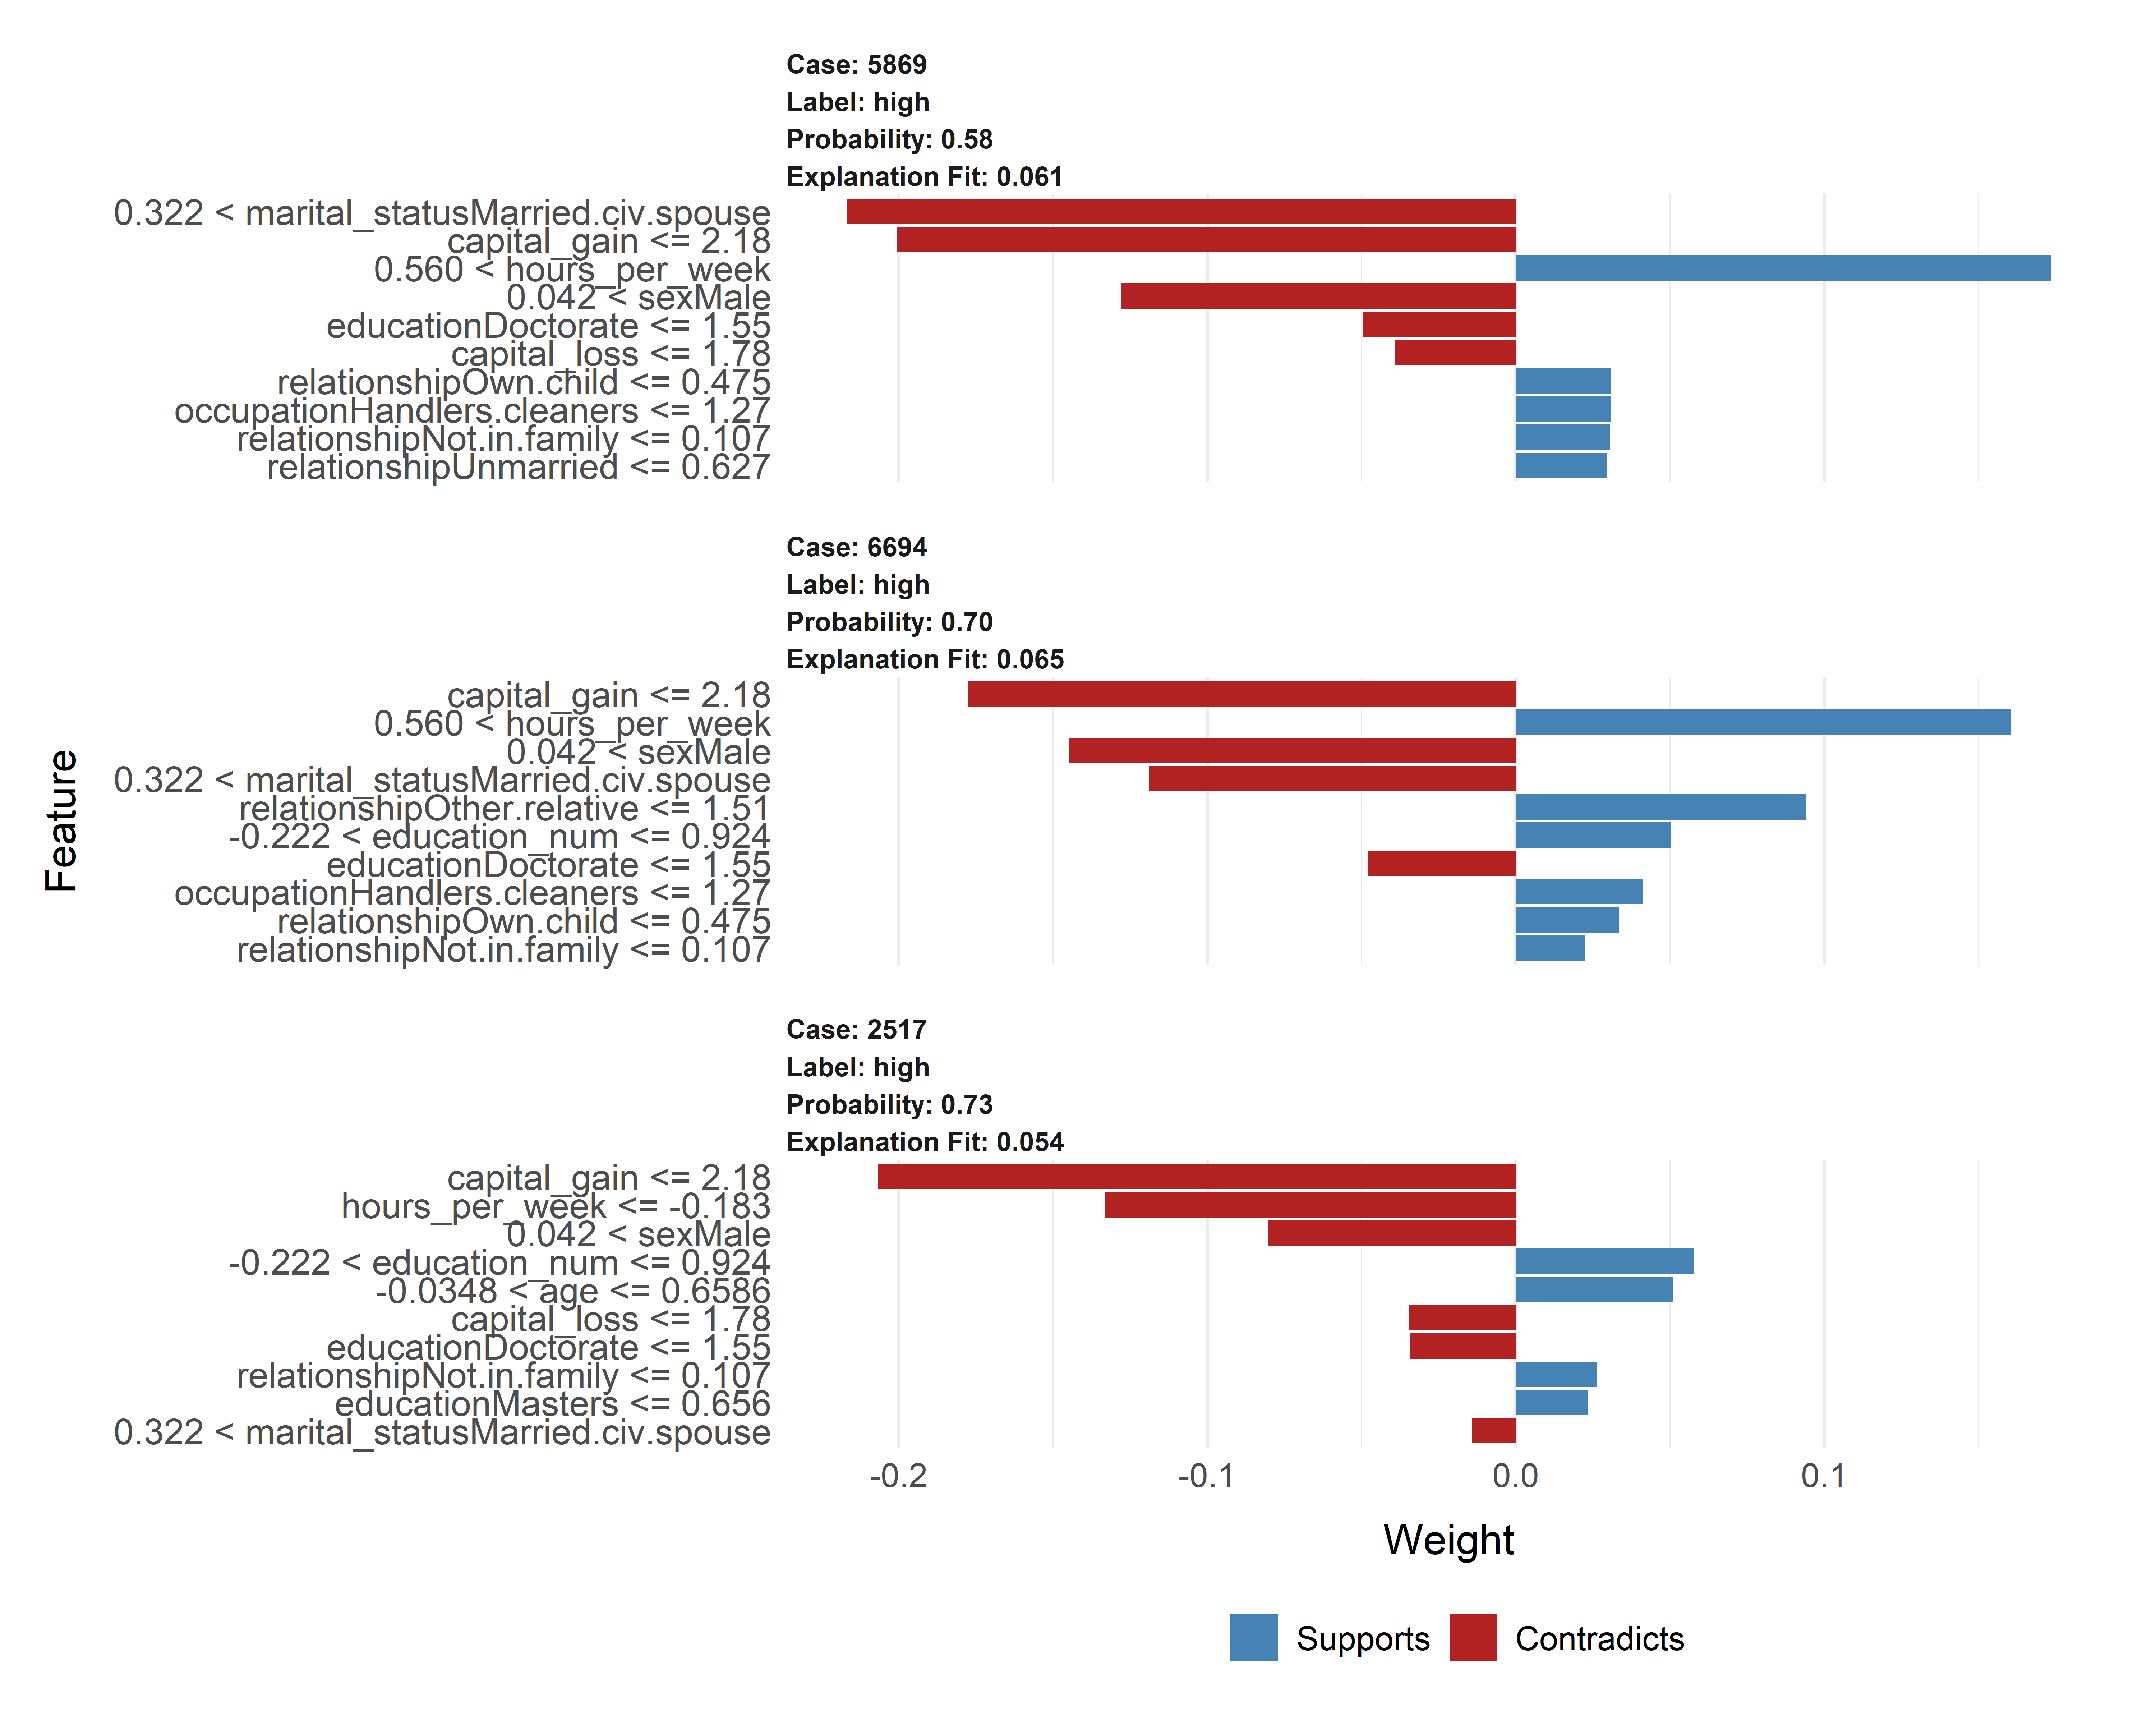 Case: 5869
Label: high
Probability: 0.58
Explanation Fit: 0.061
0.322 < marital_statusMarried.civ.spouse
capital_gain <= 2.18
0.560 < hours_per_week
0.042 < sexMale
educationDoctorate <= 1.55
capital_loss <= 1.78
relationshipOwn.child <= 0.475
occupationHandlers.cleaners <= 1.27
relationshipNot.in.family <= 0.107
relationshipUnmarried <= 0.627
Case: 6694
Label: high
Probability: 0.70
Explanation Fit: 0.065
capital_gain <= 2.18
0.560 < hours_per_week
0.042 < sexMale
0.322 < marital_statusMarried.civ.spouse
relationshipOther.relative <= 1.51
-0.222 < education_num <= 0.924
educationDoctorate <= 1.55
occupationHandlers.cleaners <= 1.27
relationshipOwn.child <= 0.475
relationshipNot.in.family <= 0.107
Feature
Case: 2517
Label: high
Probability: 0.73
Explanation Fit: 0.054
capital_gain <= 2.18
hours_per_week <= -0.183
0.042 < sexMale
-0.222 < education_num <= 0.924
-0.0348 < age <= 0.6586
capital_loss <= 1.78
educationDoctorate <= 1.55
relationshipNot.in.family <= 0.107
educationMasters <= 0.656
0.322 < marital_statusMarried.civ.spouse
-0.2 -0.1 0.0 0.1
Weight
Supports Contradicts